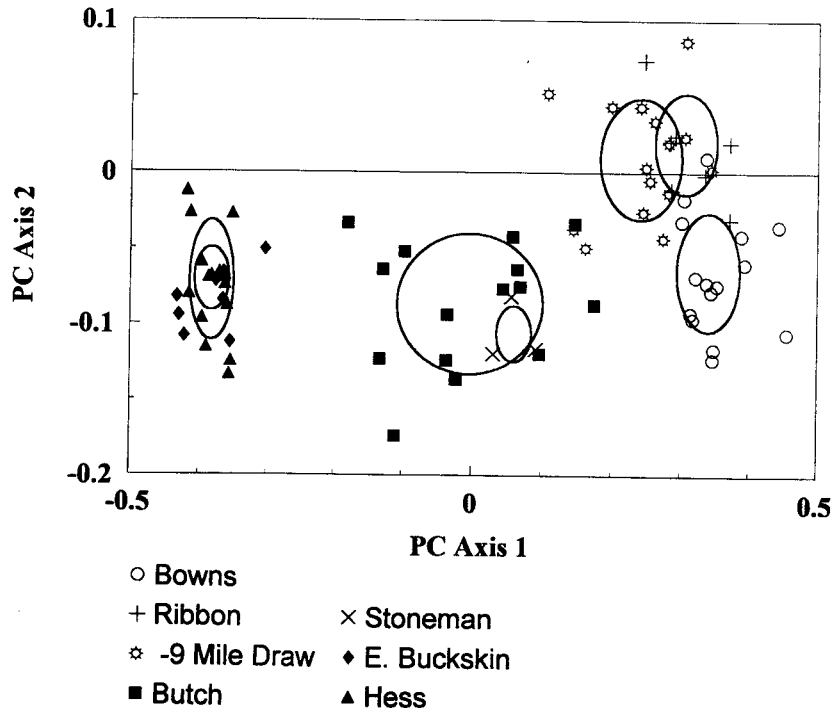 0.1
0
-0.1
-0.2
PC Axis 2
-0.5
0
0.5
PC Axis 1
Bowns
Ribbon
Stoneman
-9 Mile Draw
E. Buckskin
Butch
Hess